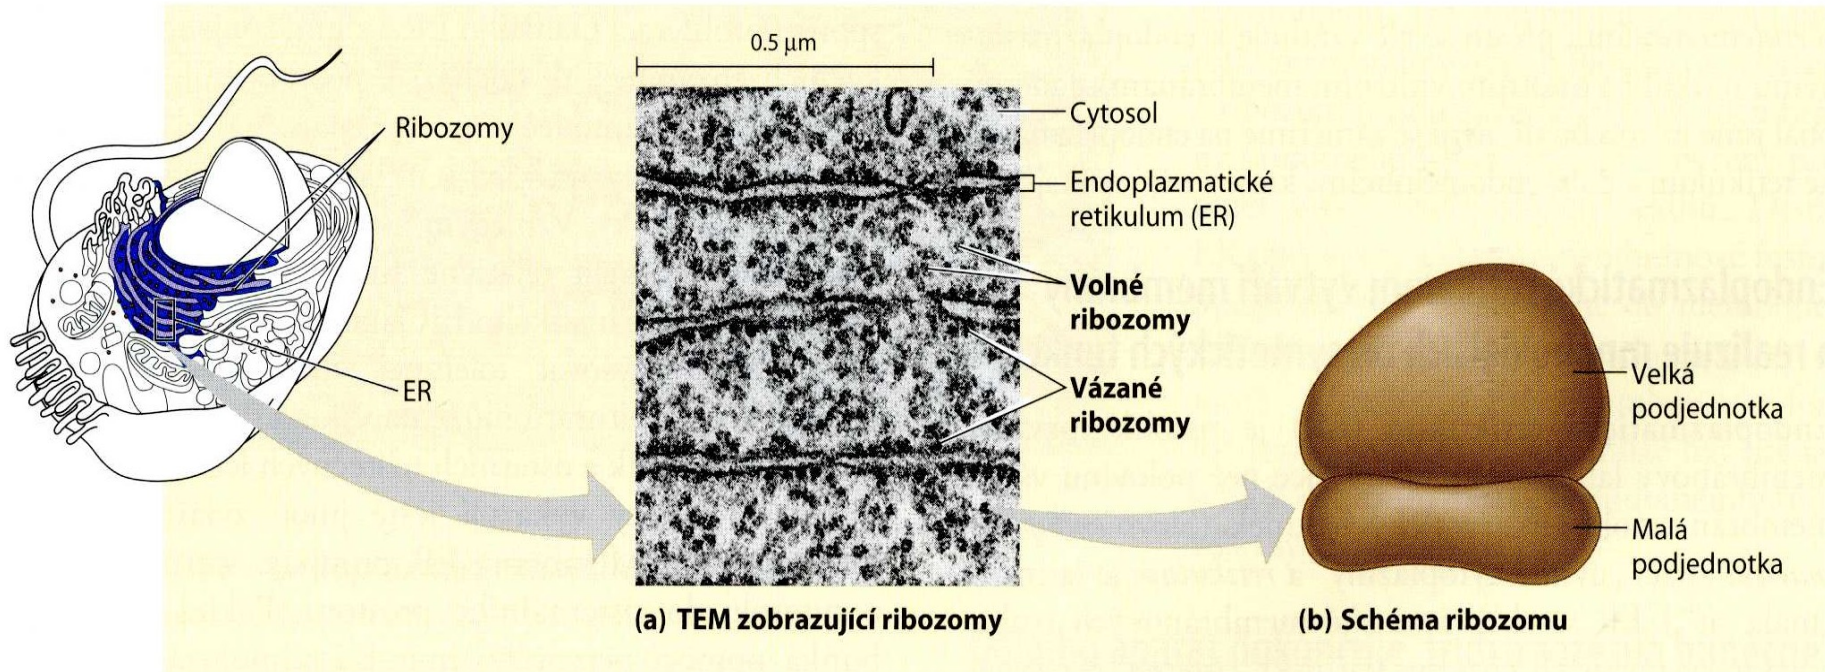 0.5 µm
Ribozomy
ER
Cytosol
Endoplazmatické
retikulum (ER)
Volné
ribozomy
Vázané
ribozomy
Velká
podjednotka
Malá
podjednotka
(a) TEM zobrazující ribozomy
(b) Schéma ribozomu